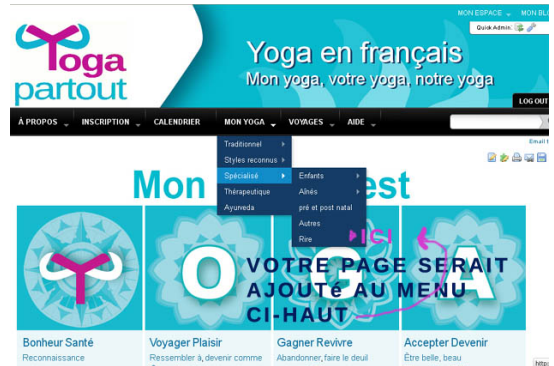 MON ESPACE MON BLO
Quick Admin:
Yoga
partout
Yoga en français
Mon yoga, votre yoga, notre yoga
LOG OUT
À PROPOS INSCRIPTION CALENDRIER MON YOGA VOYAGES AIDE
Email
Traditionnel
Styles reconnus
Spécialisé
Thérapeutique
Ayurveda
Enfants
Aînés
pré et post natal
Autres
Rire
Mon est
ICI
Y O G A
VOTRE PAGE SERAIT
AJOUTé AU MENU
CI-HAUT
Bonheur Santé
Reconnaissance
Voyager Plaisir
Ressembler à, devenir comme
Gagner Revivre
Abandonner, faire le deuil
Accepter Devenir
Être belle, beau
http: